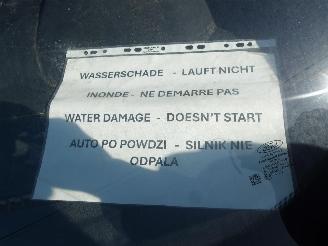 WASSERSCHADE - LAUFT NICHT
INONDE - NE DEMARRE PAS
WATER DAMAGE - DOESN'T START
AUTO PO POWDZI - SILNIK NIE
ODPALA